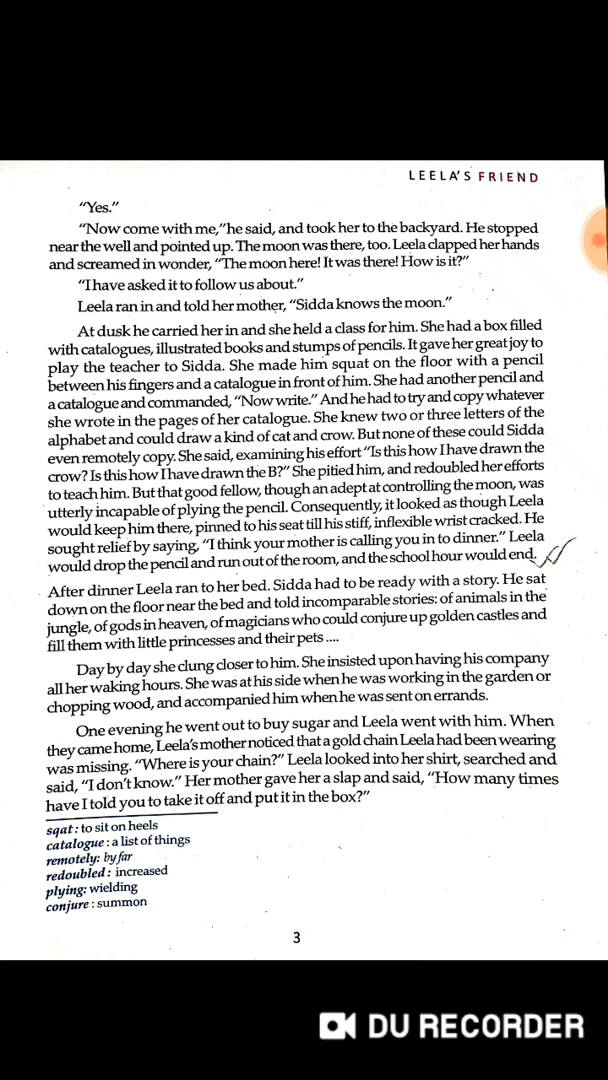 LEELA'S FRIEND
"Yes."
"Now come with me,"he said, and took her to the backyard. He stopped
near the well and pointed up. The moon was there, too. Leela clapped her hands
and screamed in wonder, "The moon here! It was there! How is it?"
"I have asked it to follow us about."
Leela ran in and told her mother, "Sidda knows the moon."
At dusk he carried her in and she held a class for him. She had a box filled
with catalogues, illustrated books and stumps of pencils. It gave her great joy to
play the teacher to Sidda. She made him squat on the floor with a pencil
between his fingers and a catalogue in front of him. She had another pencil and
a catalogue and commanded, "Now write." And he had to try and copy whatever
she wrote in the pages of her catalogue. She knew two or three letters of the
alphabet and could draw a kind of cat and crow. But none of these could Sidda
even remotely copy. She said, examining his effort "Is this how I have drawn the
crow? Is this how I have drawn the B?" She pitied him, and redoubled her efforts
to teach him. But that good fellow, though an adept at controlling the moon, was
utterly incapable of plying the pencil. Consequently, it looked as though Leela
would keep him there, pinned to his seat till his stiff, inflexible wrist cracked. He
sought relief by saying, "I think your mother is calling you in to dinner." Leela
would drop the pencil and run out of the room, and the school hour would end.
After dinner Leela ran to her bed. Sidda had to be ready with a story. He sat
down on the floor near the bed and told incomparable stories: of animals in the
jungle, of gods in heaven, of magicians who could conjure up golden castles and
fill them with little princesses and their pets ....
Day by day she clung closer to him. She insisted upon having his company
all her waking hours. She was at his side when he was working in the garden or
chopping wood, and accompanied him when he was sent on errands.
One evening he went out to buy sugar and Leela went with him. When
they came home, Leela's mother noticed that a gold chain Leela had been wearing
was missing. "Where is your chain?" Leela looked into her shirt, searched and
said, "I don't know." Her mother gave her a slap and said, "How many times
have I told you to take it off and put it in the box?"
sqat : to sit on heels
catalogue : a list of things
remotely: by far
redoubled : increased
plying: wielding
conjure : summon
3
DU RECORDER